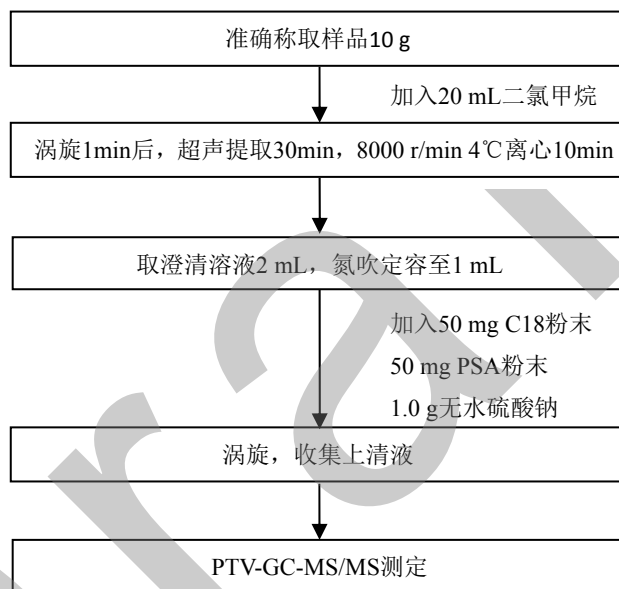 准确称取样品10 g
加入20 mL二氯甲烷
涡旋1min后，超声提取30min，8000 r/min 4℃离心10min
取澄清溶液2 mL，氮吹定容至1 mL
加入50 mg C18粉末
50 mg PSA粉末
1.0 g无水硫酸钠
涡旋，收集上清液
PTV-GC-MS/MS测定